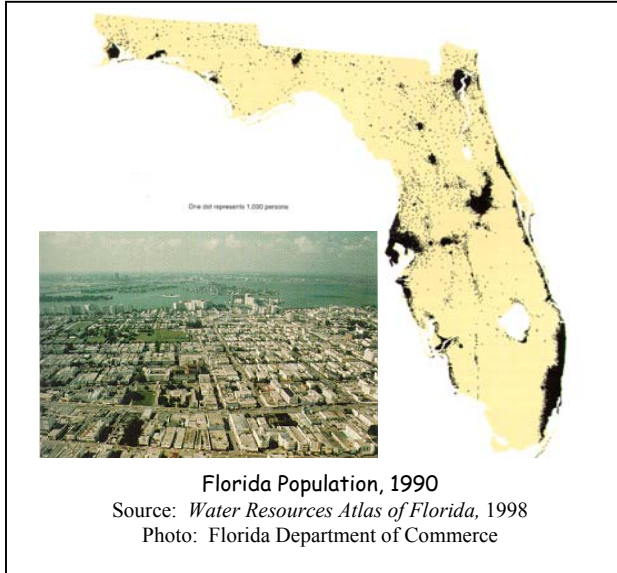 One dot represents 1,000 persons
Florida Population, 1990
Source: Water Resources Atlas of Florida, 1998
Photo: Florida Department of Commerce